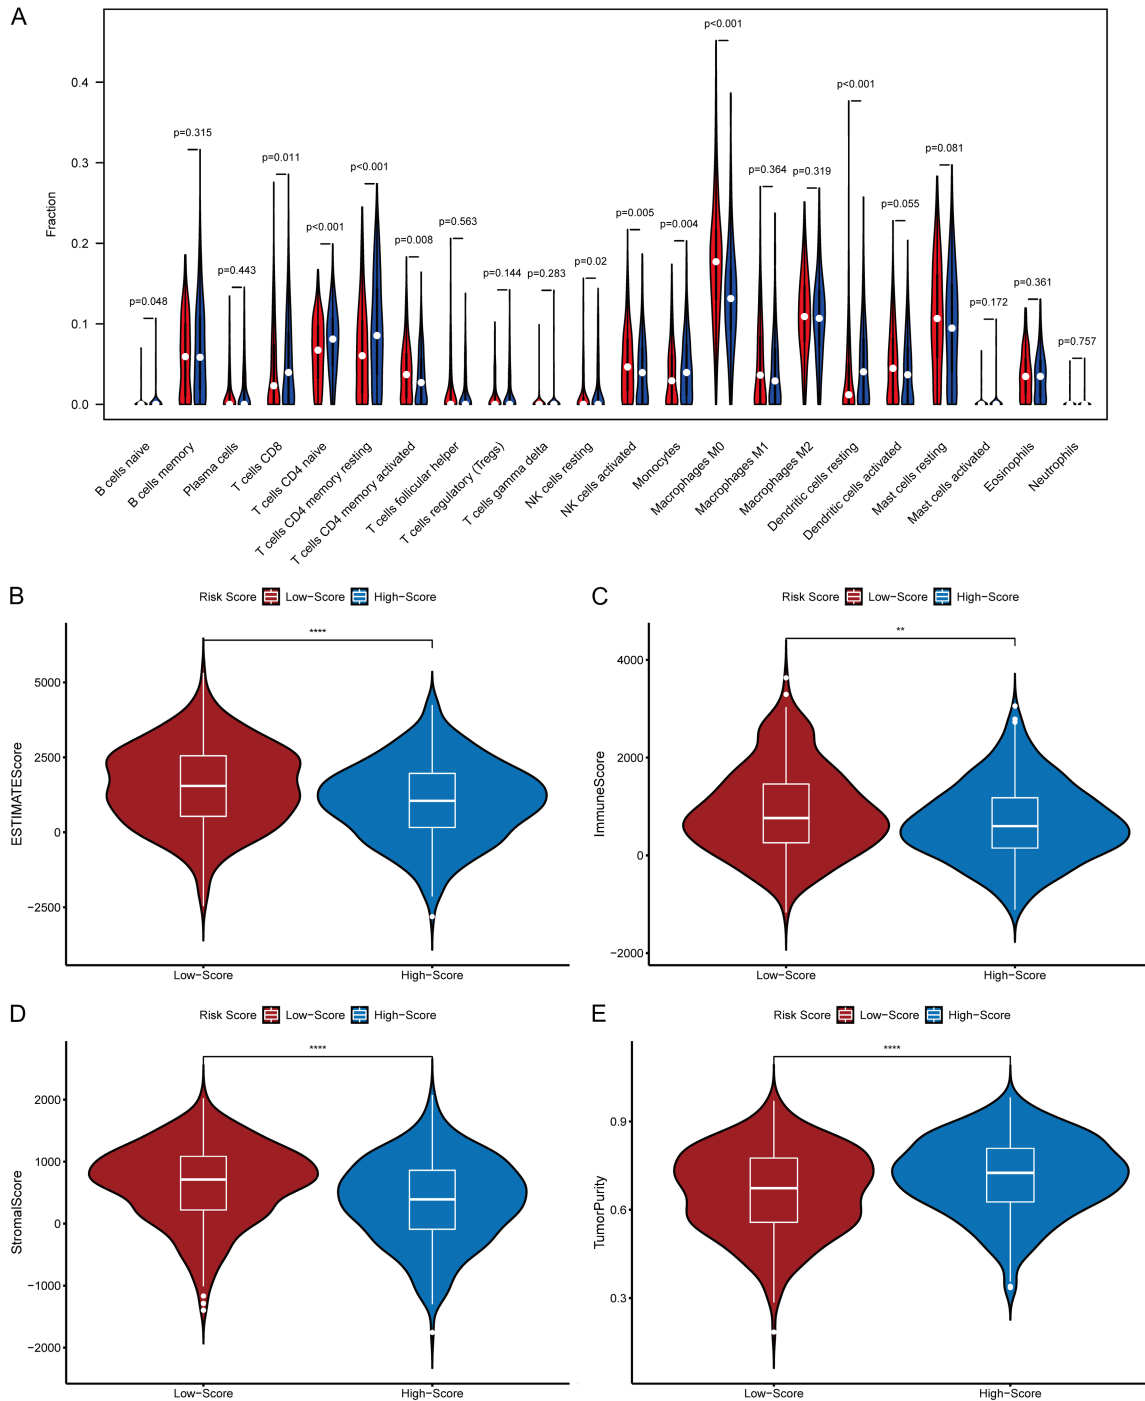 A
p<0.001
p<0.001
0.4
p=0.315
p=0.081
0.3
p=0.011
p<0.001
p=0.364
p=0.319
Fraction
p=0.005
p=0.004
p=0.055
p<0.001
p=0.563
0.2
p=0.008
p=0.443
p=0.144
p=0.283
p=0.02
p=0.361
p=0.048
p=0.172
0.1
p=0.757
0.0
B cells naive
B cells memory
Plasma cells
T cells CD8
T cells CD4 naive
T cells CD4 memory resting
T cells CD4 memory activated
T cells follicular helper
T cells regulatory (Tregs)
T cells gamma delta
NK cells resting
NK cells activated
Monocytes
Macrophages M0
Macrophages M1
Macrophages M2
Dendritic cells resting
Dendritic cells activated
Mast cells resting
Mast cells activated
Eosinophils
Neutrophils
B
Risk Score Low−Score High−Score
****
5000
2500
0
−2500
ESTIMATEScore
Low−Score High−Score
C
Risk Score Low−Score High−Score
**
4000
2000
0
−2000
ImmuneScore
Low−Score High−Score
D
Risk Score Low−Score High−Score
****
2000
1000
0
−1000
−2000
StromalScore
Low−Score High−Score
E
Risk Score Low−Score High−Score
****
0.9
0.6
0.3
TumorPurity
Low−Score High−Score